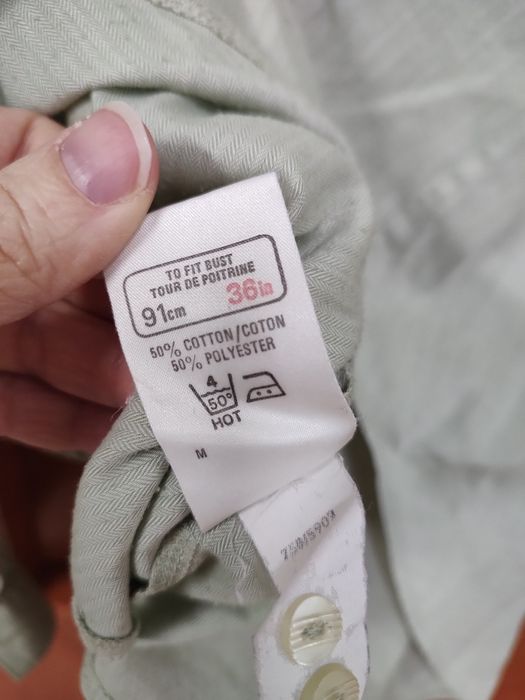 TO FIT BUST
TOUR DE POITRINE
91cm 36in
50% COTTON/COTON
50% POLYESTER
4
50°
HOT
M